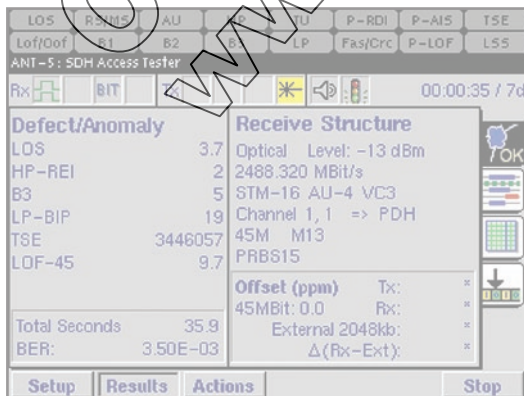 LOS RS/MS AU HP TU P-RDI P-AIS TSE
Lof/Oof B1 B2 B3 LP Fas/Crc P-LOF LSS
ANT-5: SDH Access Tester
Rx BIT Tx 00:00:35 / 7d
Defect/Anomaly
LOS 3.7
HP-REI 2
B3 5
LP-BIP 19
TSE 3446057
LOF-45 9.7
Total Seconds 35.9
BER: 3.50E-03
Receive Structure
Optical Level: -13 dBm
2488.320 MBit/s
STM-16 AU-4 VC3
Channel 1, 1 => PDH
45M M13
PRBS15
Offset (ppm) Tx: *
45MBit: 0.0 Rx: *
External 2048kb: *
Δ(Rx-Ext): *
OK
Setup Results Actions Stop